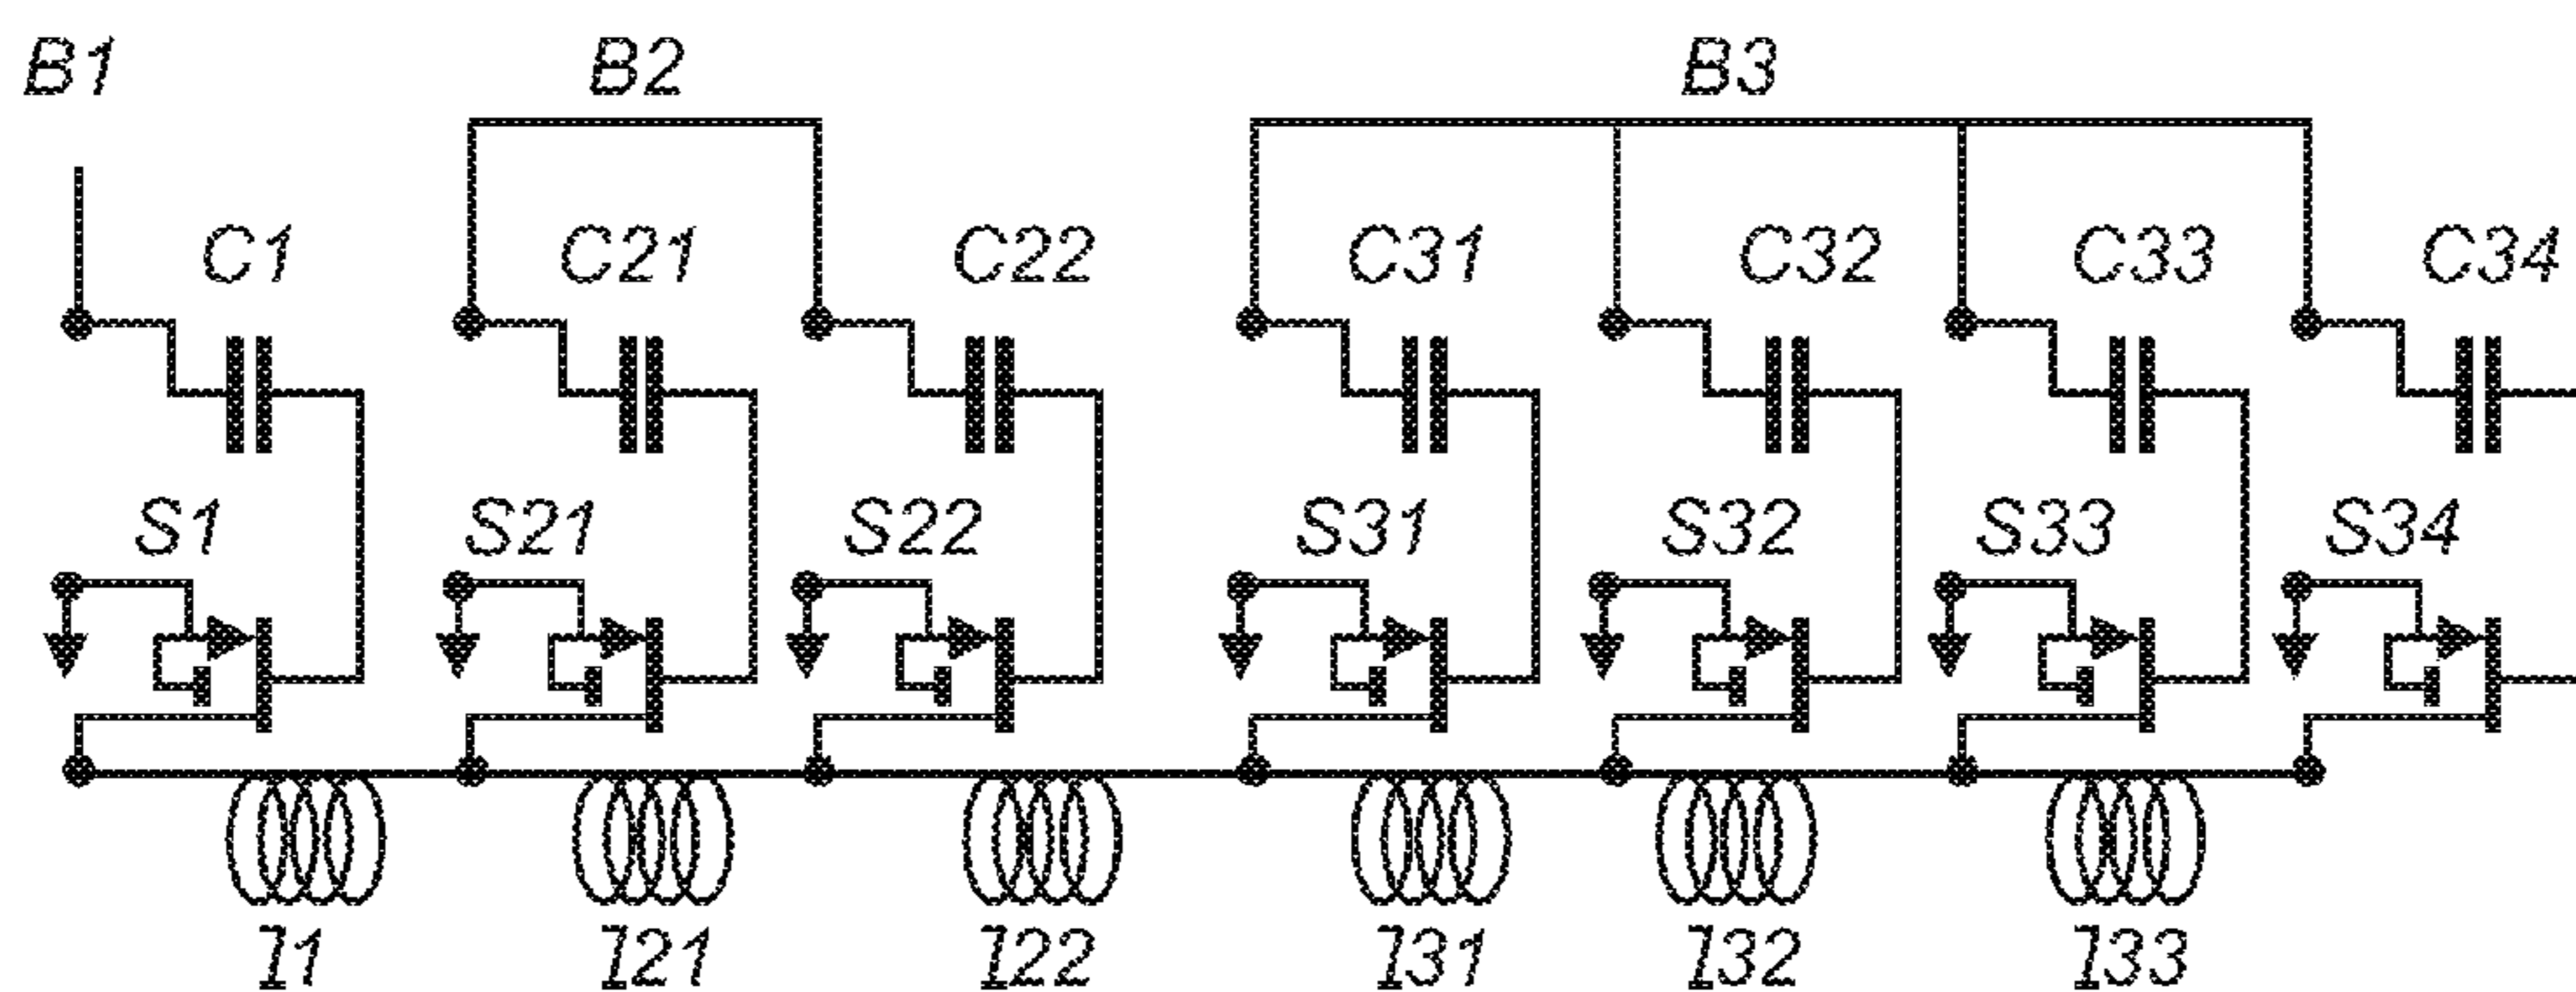 B1 B2 B3
C1 C21 C22 C31 C32 C33 C34
S1 S21 S22 S31 S32 S33 S34
I1 I21 I22 I31 I32 I33